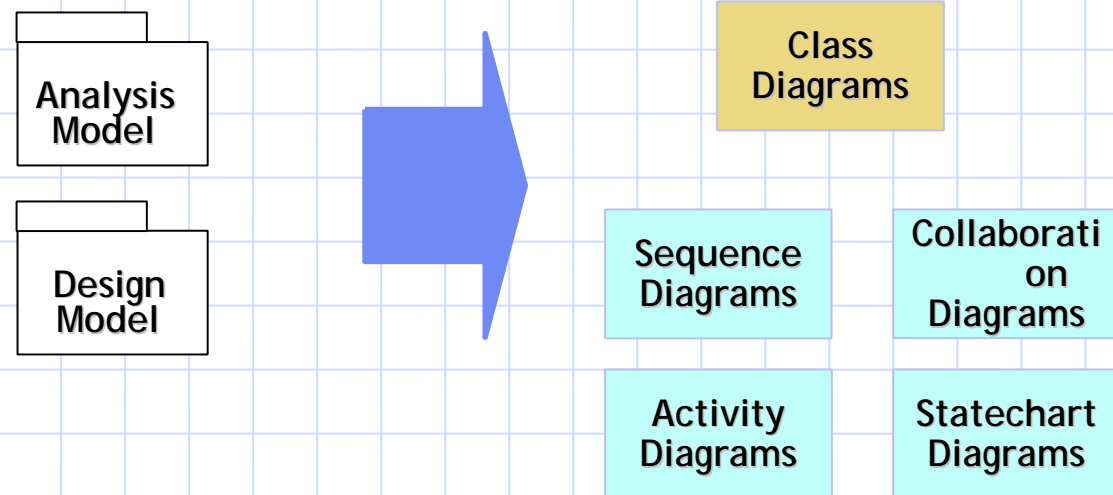 Analysis
Model
Design
Model
Class
Diagrams
Sequence
Diagrams
Collaborati
on
Diagrams
Activity
Diagrams
Statechart
Diagrams